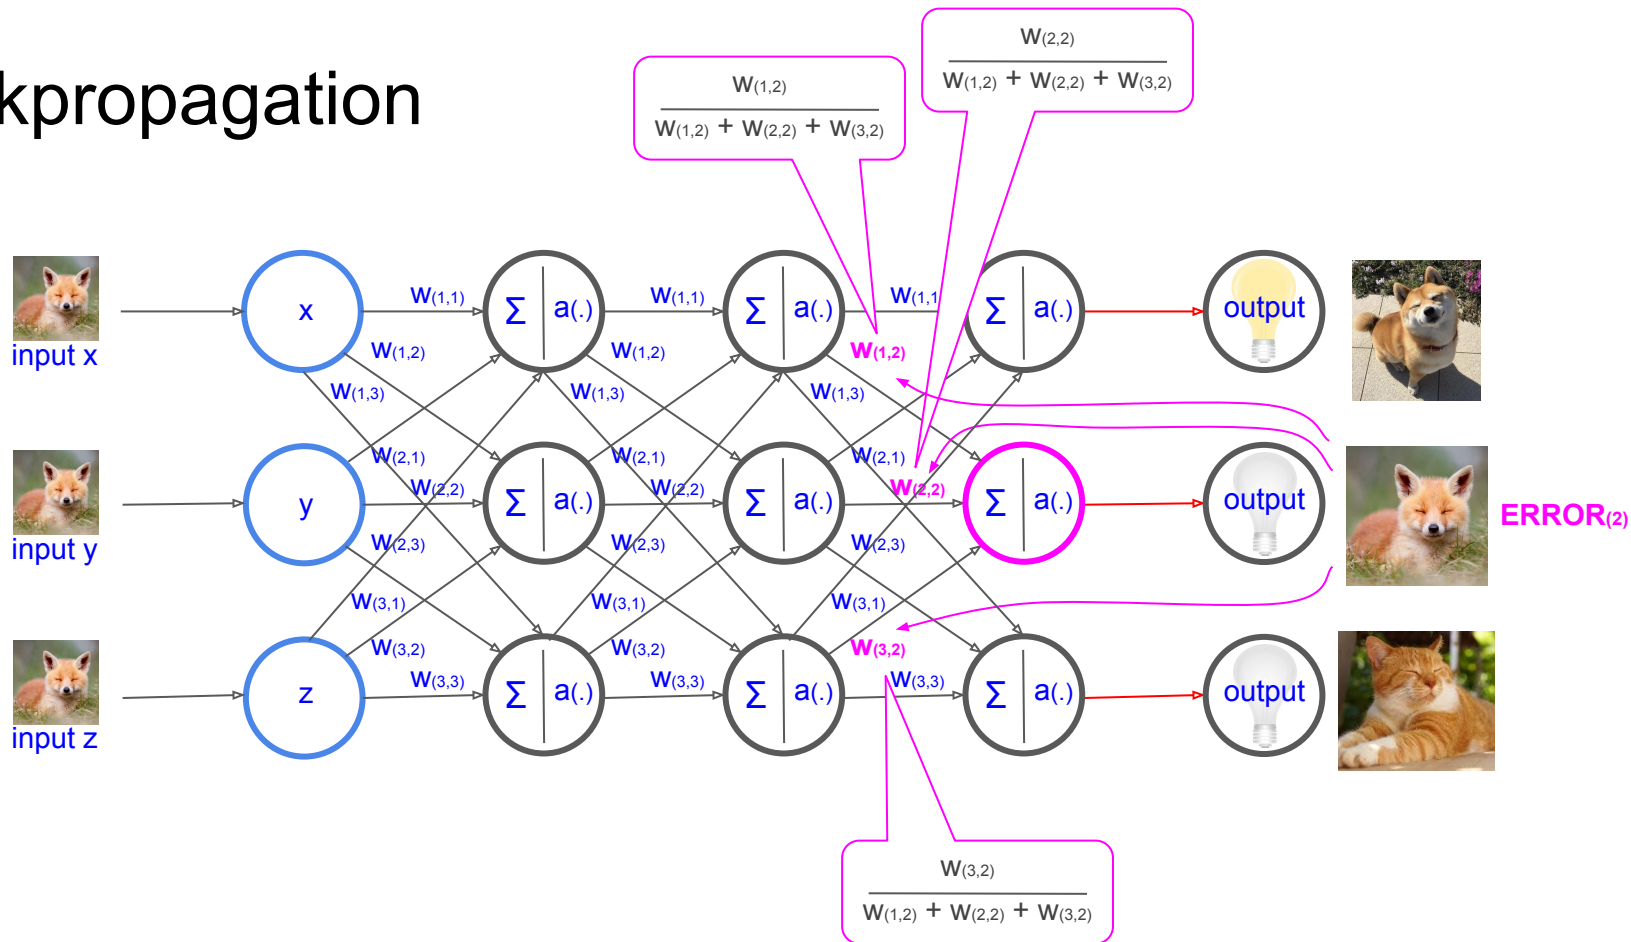 kpropagation
W(1,2)
W(1,2) + W(2,2) + W(3,2)
W(2,2)
W(1,2) + W(2,2) + W(3,2)
input x
x
W(1,1)
Σ a(.)
W(1,1)
Σ a(.)
W(1,1
Σ a(.)
output
W(1,2)
W(1,2)
W(1,2)
W(1,3)
W(1,3)
W(1,3)
W(2,1)
W(2,1)
W(2,1)
W(2,2)
W(2,2)
W(2,2)
input y
y
Σ a(.)
Σ a(.)
Σ a(.)
output
ERROR(2)
W(2,3)
W(2,3)
W(2,3)
W(3,1)
W(3,1)
W(3,1)
W(3,2)
W(3,2)
W(3,2)
W(3,3)
W(3,3)
W(3,3)
input z
z
Σ a(.)
Σ a(.)
Σ a(.)
output
W(3,2)
W(1,2) + W(2,2) + W(3,2)